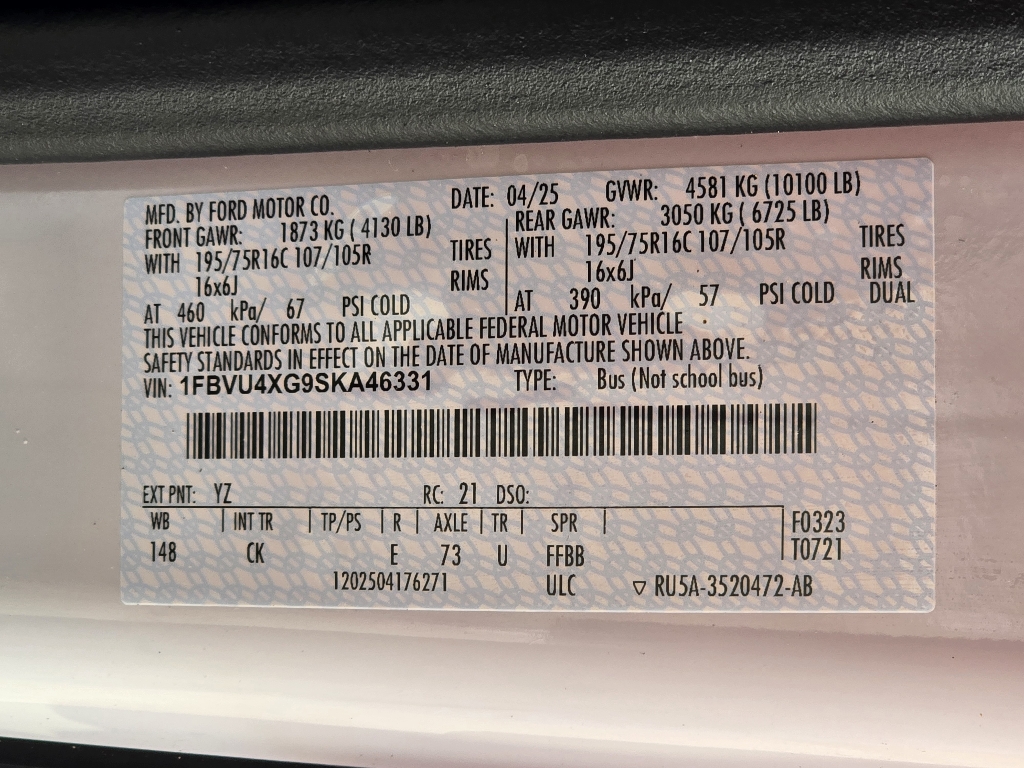 MFD. BY FORD MOTOR CO. DATE: 04/25 GVWR: 4581 KG (10100 LB)
FRONT GAWR: 1873 KG ( 4130 LB) REAR GAWR: 3050 KG ( 6725 LB)
WITH 195/75R16C 107/105R TIRES WITH 195/75R16C 107/105R TIRES
16x6J RIMS 16x6J RIMS
AT 460 kPa/ 67 PSI COLD AT 390 kPa/ 57 PSI COLD DUAL
THIS VEHICLE CONFORMS TO ALL APPLICABLE FEDERAL MOTOR VEHICLE
SAFETY STANDARDS IN EFFECT ON THE DATE OF MANUFACTURE SHOWN ABOVE.
VIN: 1FBVU4XG9SKA46331 TYPE: Bus (Not school bus)
EXT PNT: YZ RC: 21 DSO:
WB INT TR TP/PS R AXLE TR SPR F0323
148 CK E 73 U FFBB T0721
1202504176271 ULC ▽ RU5A-3520472-AB